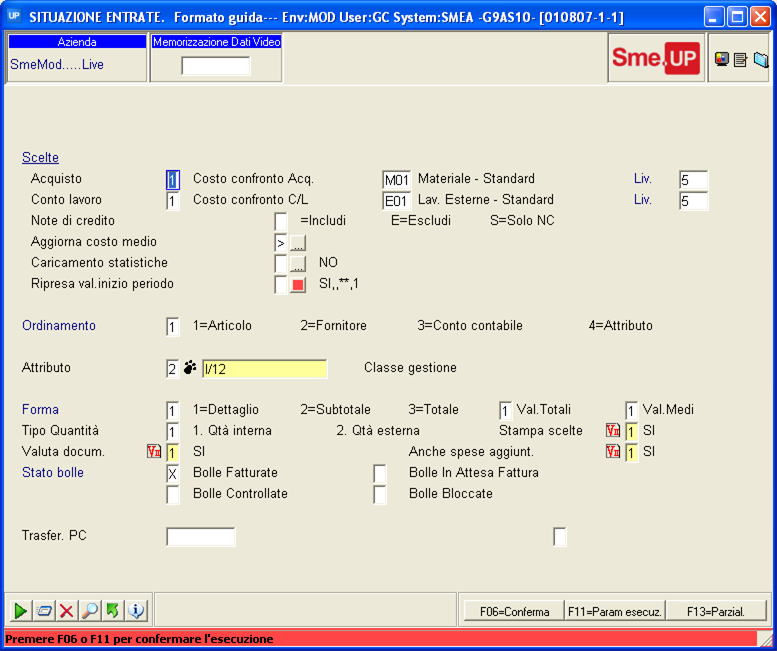 UP SITUAZIONE ENTRATE. Formato guida--- Env:MOD User:GC System:SMEA -G9AS10- [010807-1-1]
Azienda Memorizzazione Dati Video
SmeMod.....Live
Sme.UP
Scelte
Acquisto 1 Costo confronto Acq. M01 Materiale - Standard Liv. 5
Conto lavoro 1 Costo confronto C/L E01 Lav. Esterne - Standard Liv. 5
Note di credito =Includi E=Escludi S=Solo NC
Aggiorna costo medio > ...
Caricamento statistiche ... NO
Ripresa val.inizio periodo SI,,**,1
Ordinamento 1 1=Articolo 2=Fornitore 3=Conto contabile 4=Attributo
Attributo 2 I/12 Classe gestione
Forma 1 1=Dettaglio 2=Subtotale 3=Totale 1 Val.Totali 1 Val.Medi
Tipo Quantità 1 1. Qtà interna 2. Qtà esterna Stampa scelte 1 SI
Valuta docum. 1 SI Anche spese aggiunt. 1 SI
Stato bolle X Bolle Fatturate Bolle In Attesa Fattura
Bolle Controllate Bolle Bloccate
Trasfer. PC
F06=Conferma F11=Param esecuz. F13=Parzial.
Premere F06 o F11 per confermare l'esecuzione